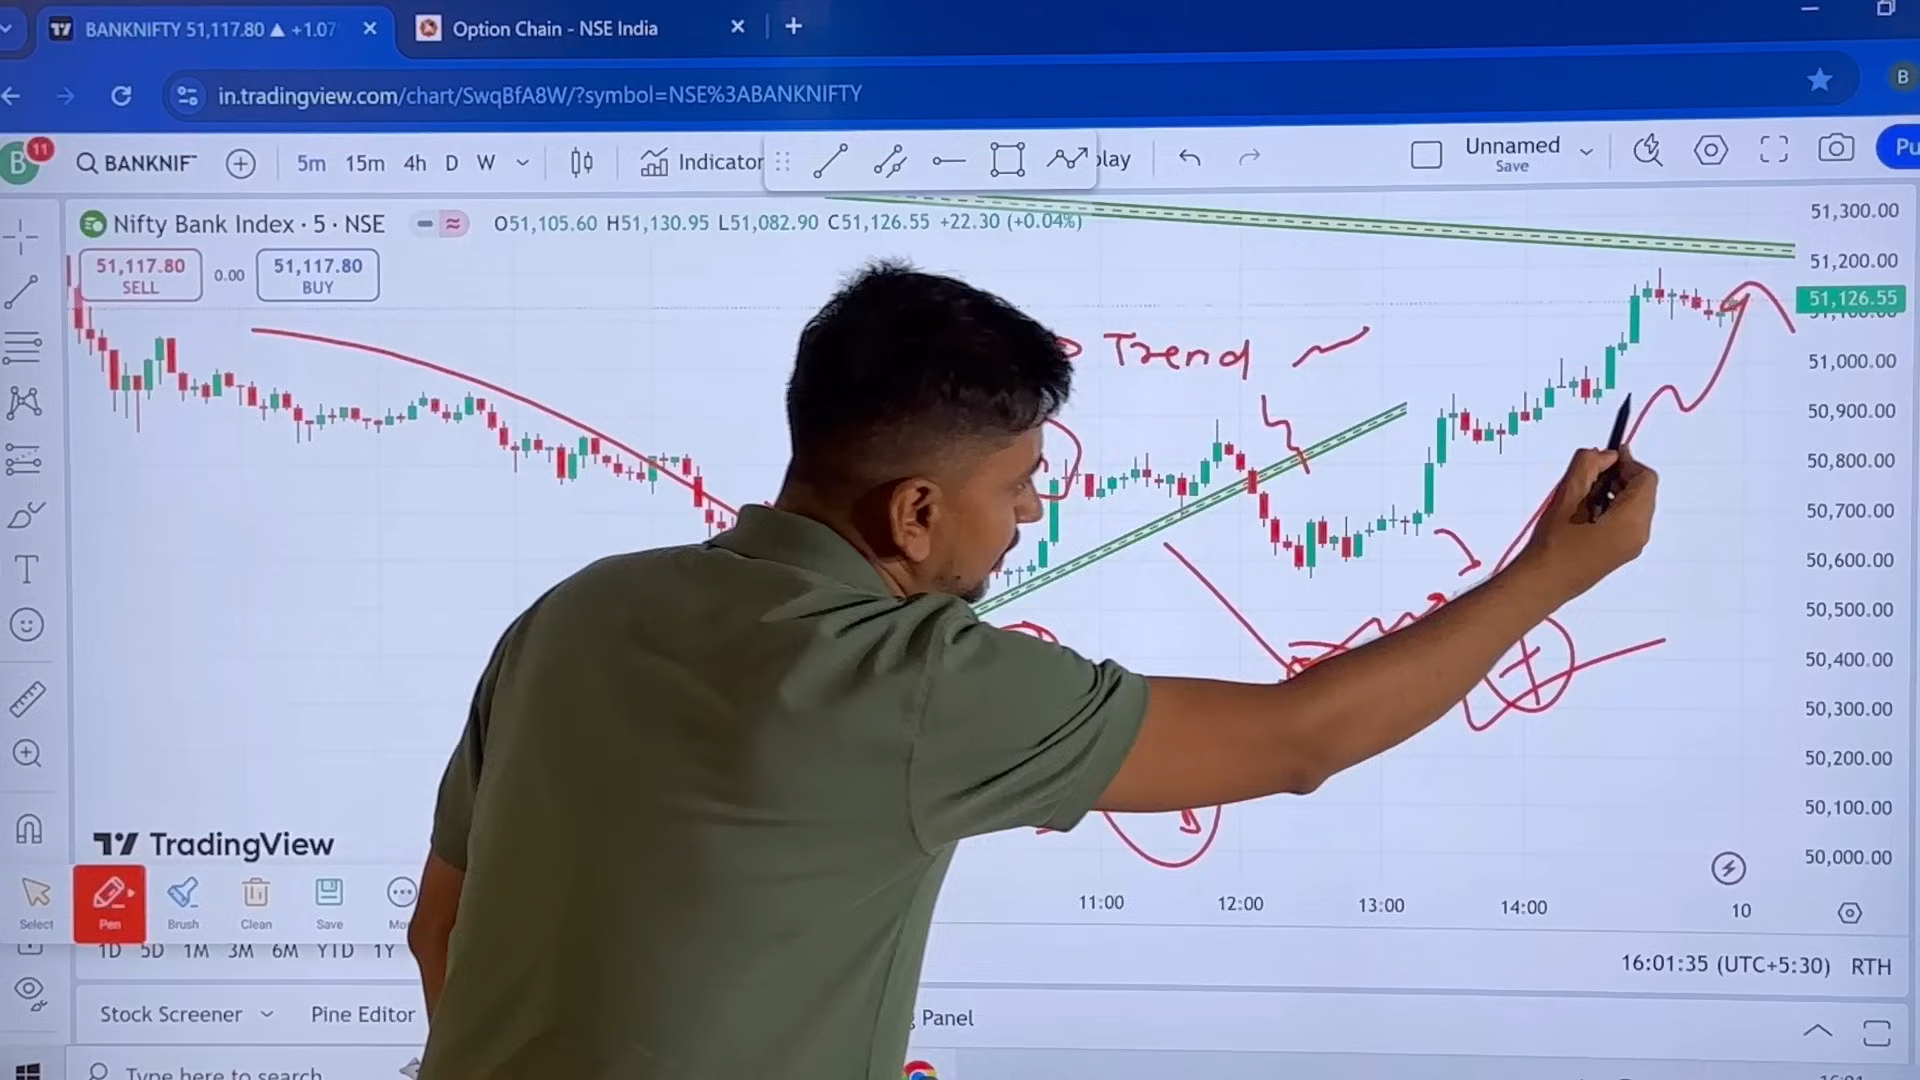 BANKNIFTY 51,117.80 ▲ +1.07
Option Chain - NSE India
in.tradingview.com/chart/SwqBfA8W/?symbol=NSE%3ABANKNIFTY
B
B
11
BANKNIF
5m 15m 4h D W
Indicator
play
Unnamed
Save
Pu
Nifty Bank Index · 5 · NSE
O51,105.60 H51,130.95 L51,082.90 C51,126.55 +22.30 (+0.04%)
51,117.80
SELL
0.00
51,117.80
BUY
Trend
51,300.00
51,200.00
51,126.55
51,000.00
50,900.00
50,800.00
50,700.00
50,600.00
50,500.00
50,400.00
50,300.00
50,200.00
50,100.00
50,000.00
TradingView
11:00 12:00 13:00 14:00 10
Select Pen Brush Clean Save Mo
1D 5D 1M 3M 6M YTD 1Y
16:01:35 (UTC+5:30) RTH
Stock Screener Pine Editor Panel
Type here to search